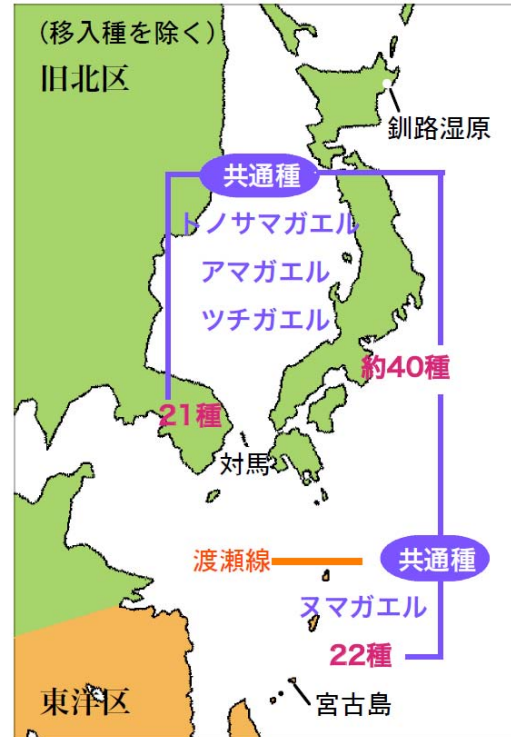 （移入種を除く）
旧北区
釧路湿原
共通種
トノサマガエル
アマガエル
ツチガエル
約40種
21種
対馬
渡瀬線
共通種
ヌマガエル
22種
東洋区
宮古島